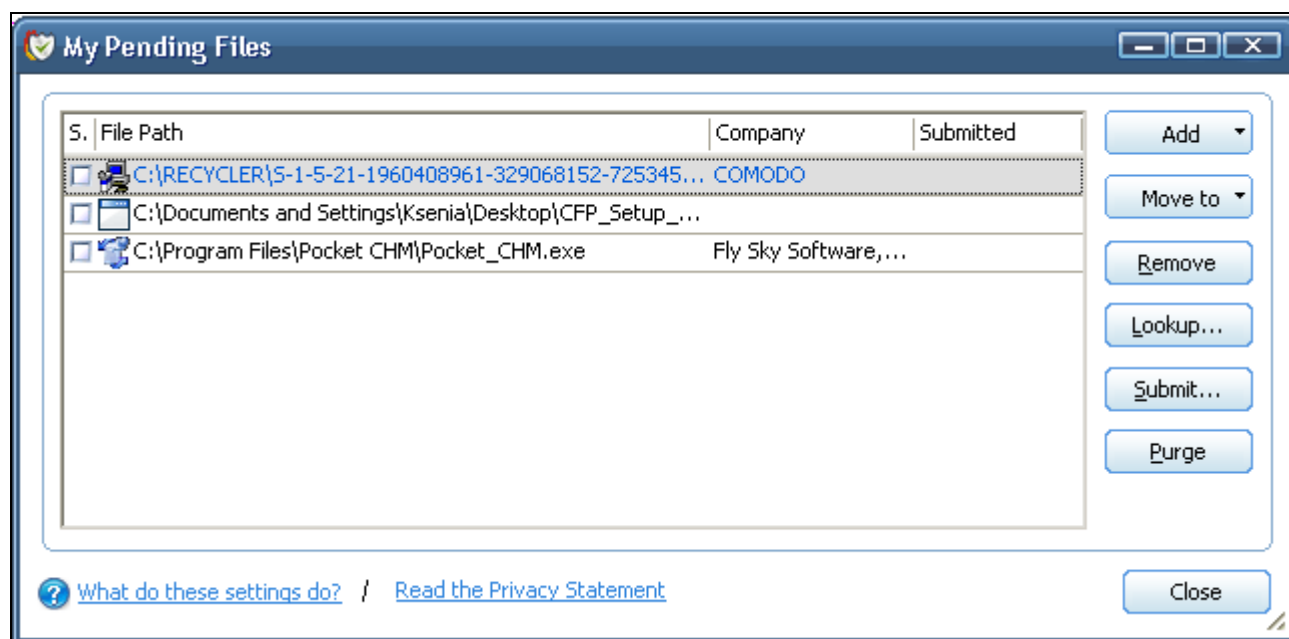 My Pending Files
S. File Path Company Submitted
C:\RECYCLER\S-1-5-21-1960408961-329068152-725345... COMODO
C:\Documents and Settings\Ksenia\Desktop\CFP_Setup_...
C:\Program Files\Pocket CHM\Pocket_CHM.exe Fly Sky Software,...
Add
Move to
Remove
Lookup...
Submit...
Purge
What do these settings do? / Read the Privacy Statement
Close